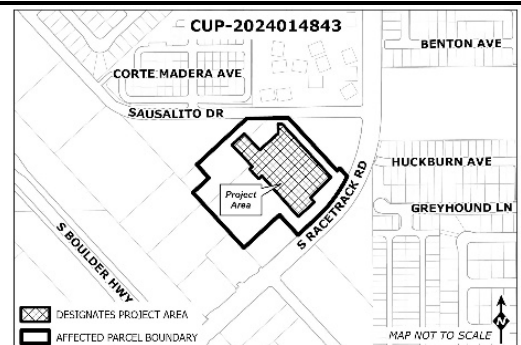 CUP-2024014843
BENTON AVE
CORTE MADERA AVE
SAUSALITO DR
HUCKBURN AVE
Project
Area
GREYHOUND LN
S RACETRACK RD
S BOULDER HWY
DESIGNATES PROJECT AREA
AFFECTED PARCEL BOUNDARY
N
MAP NOT TO SCALE